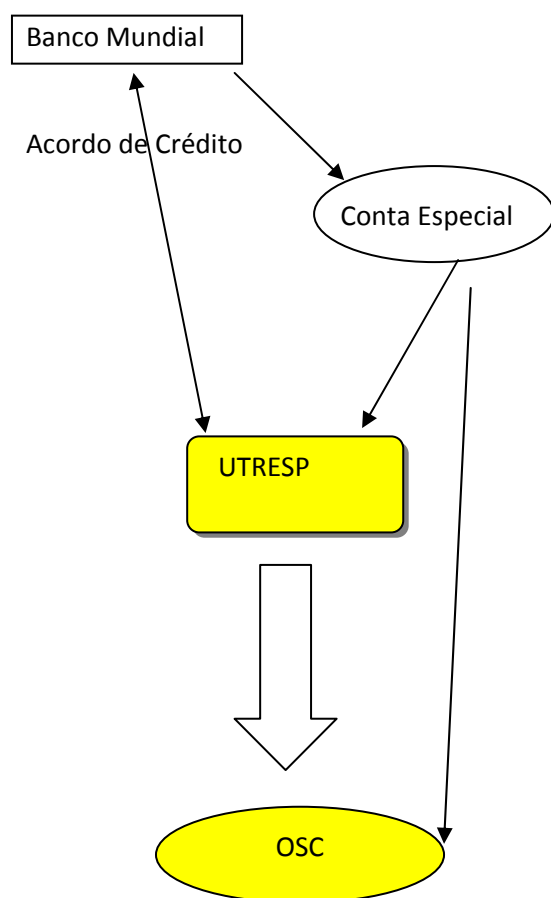 Banco Mundial
Acordo de Crédito
Conta Especial
UTRESP
OSC